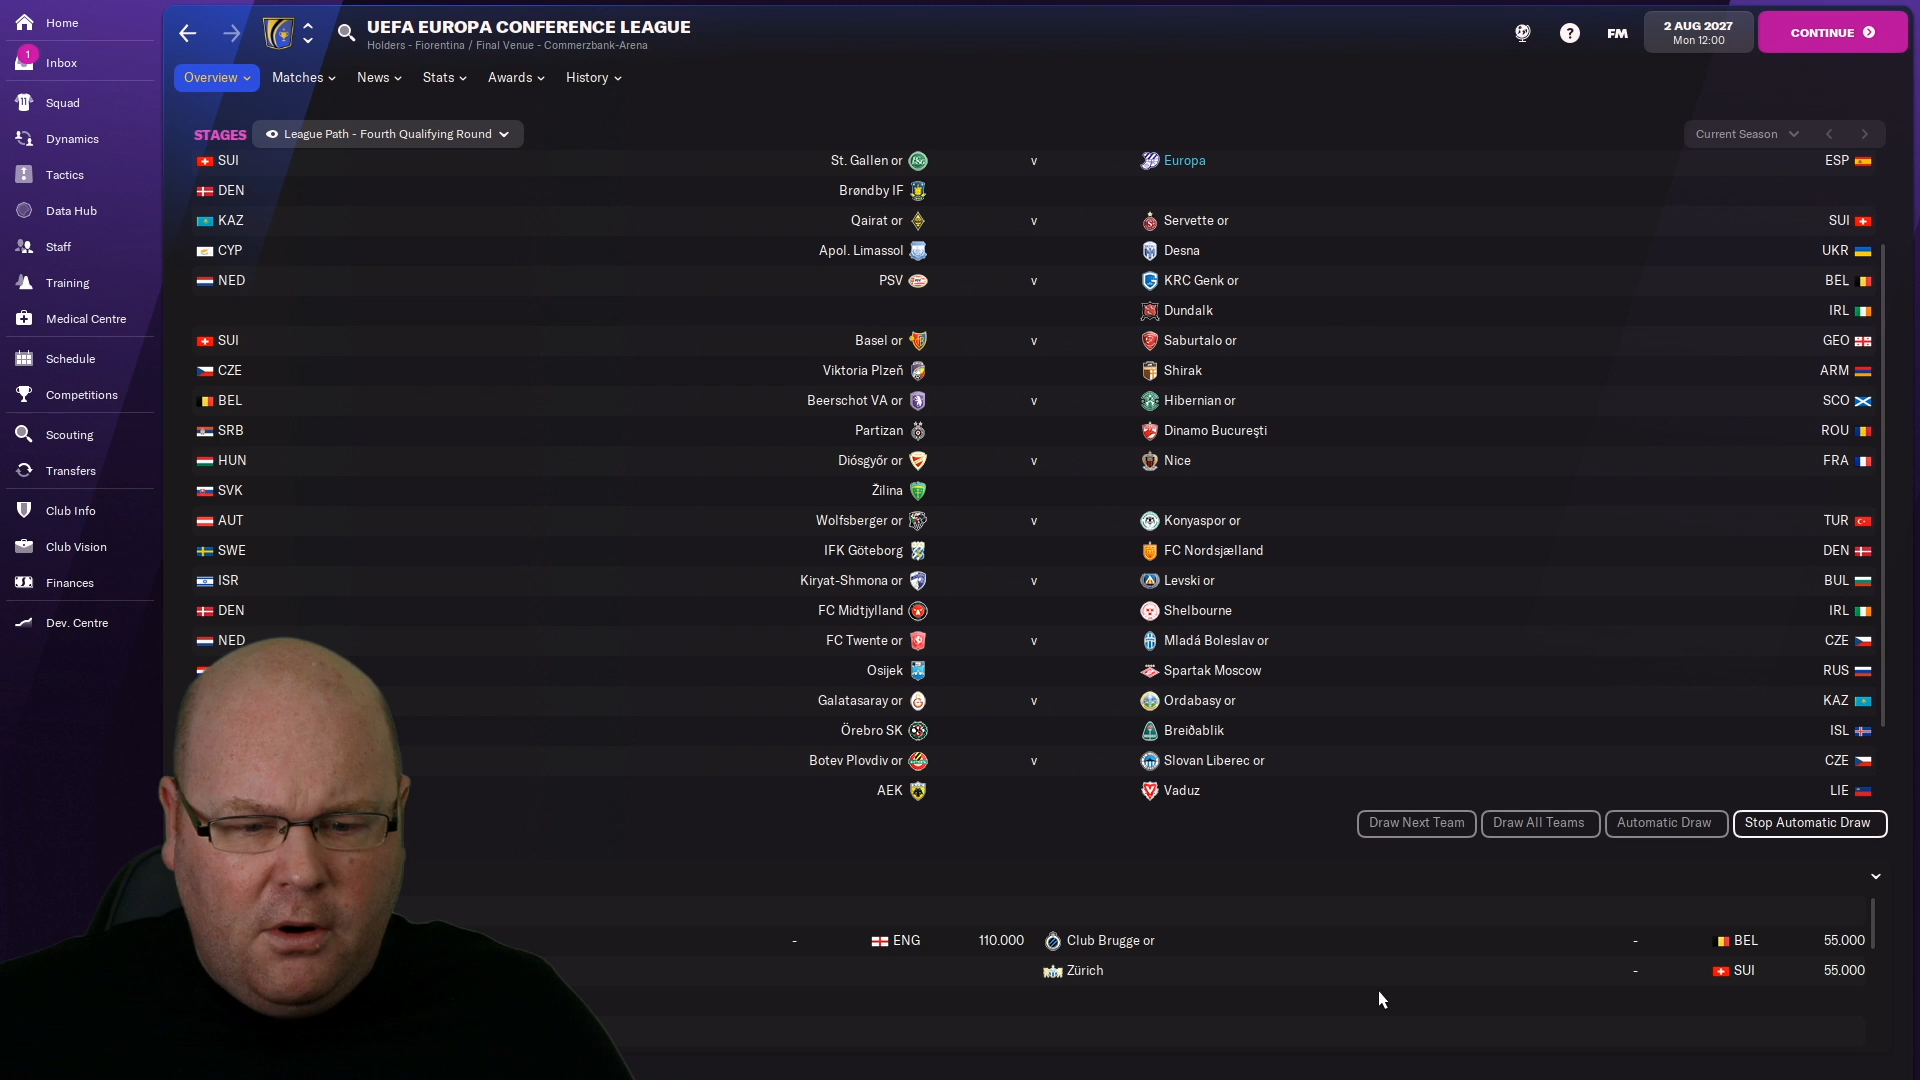 Home
1
Inbox
Squad
Dynamics
Tactics
Data Hub
Staff
Training
Medical Centre
Schedule
Competitions
Scouting
Transfers
Club Info
Club Vision
Finances
Dev. Centre
UEFA EUROPA CONFERENCE LEAGUE
Holders - Fiorentina / Final Venue - Commerzbank-Arena
? FM
2 AUG 2027
Mon 12:00
CONTINUE
Overview Matches News Stats Awards History
STAGES League Path - Fourth Qualifying Round Current Season
SUI St. Gallen or v Europa ESP
DEN Brøndby IF
KAZ Qairat or v Servette or SUI
CYP Apol. Limassol Desna UKR
NED PSV v KRC Genk or BEL
Dundalk IRL
SUI Basel or v Saburtalo or GEO
CZE Viktoria Plzeň Shirak ARM
BEL Beerschot VA or v Hibernian or SCO
SRB Partizan Dinamo Bucureşti ROU
HUN Diósgyőr or v Nice FRA
SVK Žilina
AUT Wolfsberger or v Konyaspor or TUR
SWE IFK Göteborg FC Nordsjælland DEN
ISR Kiryat-Shmona or v Levski or BUL
DEN FC Midtjylland Shelbourne IRL
NED FC Twente or v Mladá Boleslav or CZE
Osijek Spartak Moscow RUS
Galatasaray or v Ordabasy or KAZ
Örebro SK Breiðablik ISL
Botev Plovdiv or v Slovan Liberec or CZE
AEK Vaduz LIE
Draw Next Team Draw All Teams Automatic Draw Stop Automatic Draw
- ENG 110.000 Club Brugge or - BEL 55.000
Zürich - SUI 55.000